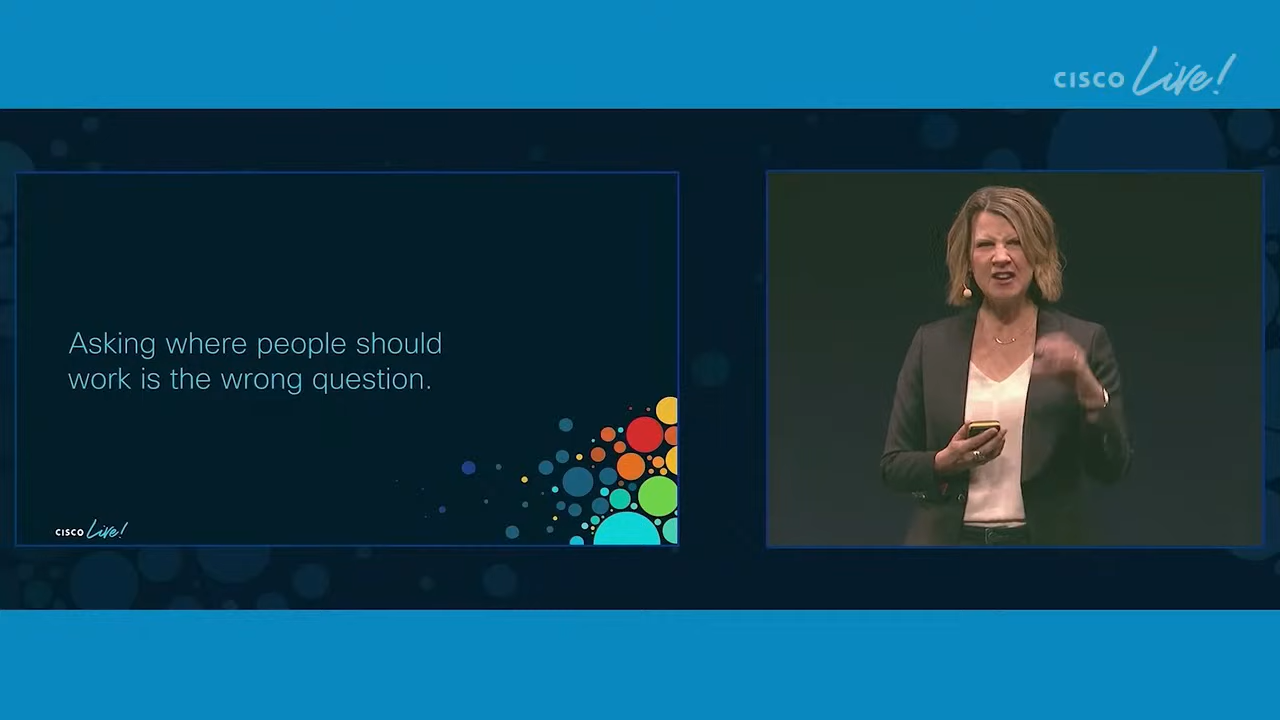 CISCO Live!
Asking where people should
work is the wrong question.
CISCO Live!